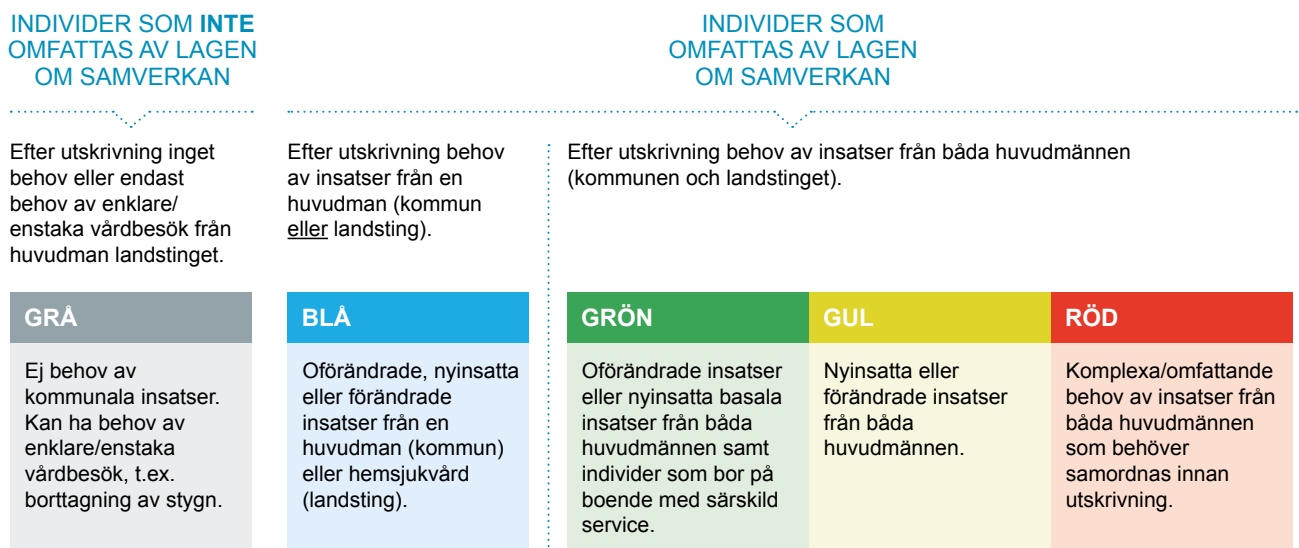 INDIVIDER SOM INTE
OMFATTAS AV LAGEN
OM SAMVERKAN
INDIVIDER SOM
OMFATTAS AV LAGEN
OM SAMVERKAN
Efter utskrivning inget
behov eller endast
behov av enklare/
enstaka vårdbesök från
huvudman landstinget.
Efter utskrivning behov
av insatser från en
huvudman (kommun
eller landsting).
Efter utskrivning behov av insatser från båda huvudmännen
(kommunen och landstinget).
GRÅ
Ej behov av
kommunala insatser.
Kan ha behov av
enklare/enstaka
vårdbesök, t.ex.
borttagning av stygn.
BLÅ
Oförändrade, nyinsatta
eller förändrade
insatser från en
huvudman (kommun)
eller hemsjukvård
(landsting).
GRÖN
Oförändrade insatser
eller nyinsatta basala
insatser från båda
huvudmännen samt
individer som bor på
boende med särskild
service.
GUL
Nyinsatta eller
förändrade insatser
från båda
huvudmännen.
RÖD
Komplexa/omfattande
behov av insatser från
båda huvudmännen
som behöver
samordnas innan
utskrivning.